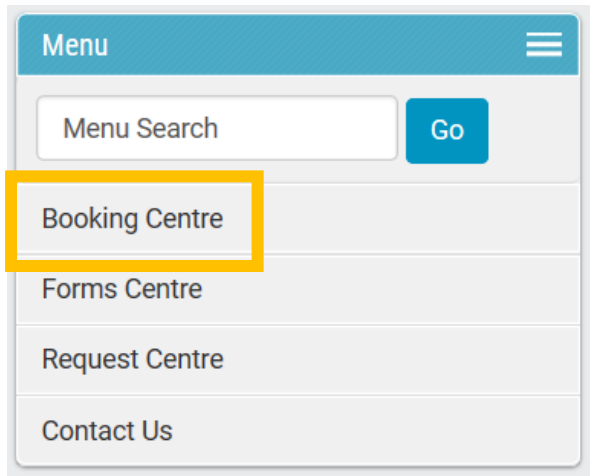 Menu
Menu Search Go
Booking Centre
Forms Centre
Request Centre
Contact Us